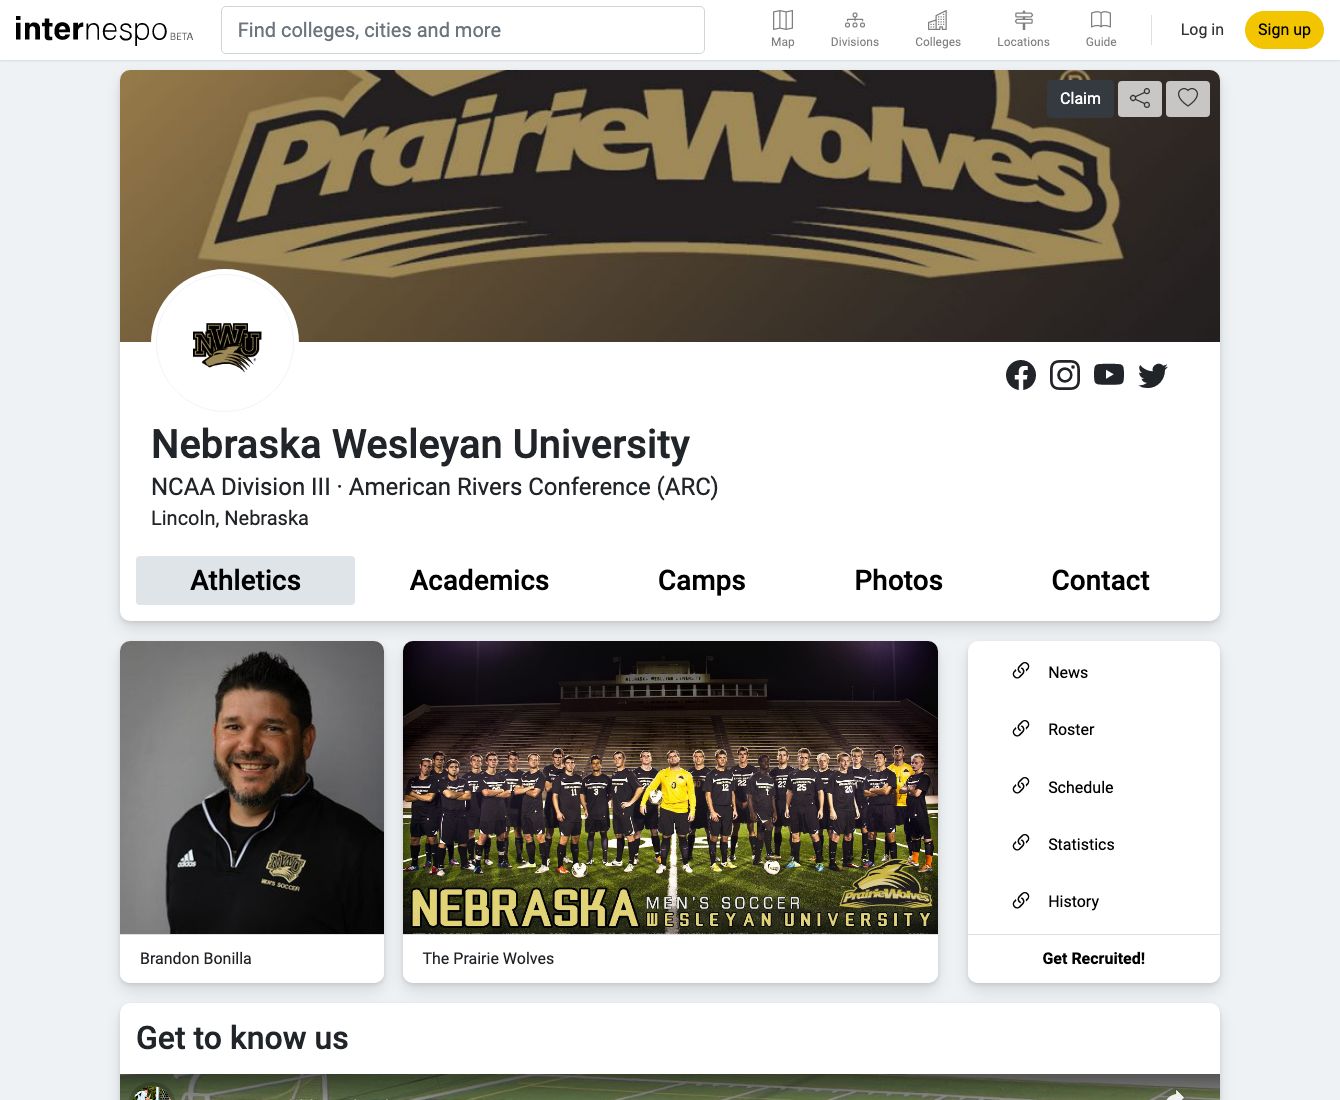 internespo BETA
Find colleges, cities and more
Map
Divisions
Colleges
Locations
Guide
Log in
Sign up
PrairieWolves
®
Claim
NWU
Nebraska Wesleyan University
NCAA Division III · American Rivers Conference (ARC)
Lincoln, Nebraska
Athletics
Academics
Camps
Photos
Contact
adidas
NWU
MEN'S SOCCER
NEBRASKA MEN'S SOCCER
WESLEYAN UNIVERSITY
PrairieWolves
Brandon Bonilla
The Prairie Wolves
News
Roster
Schedule
Statistics
History
Get Recruited!
Get to know us